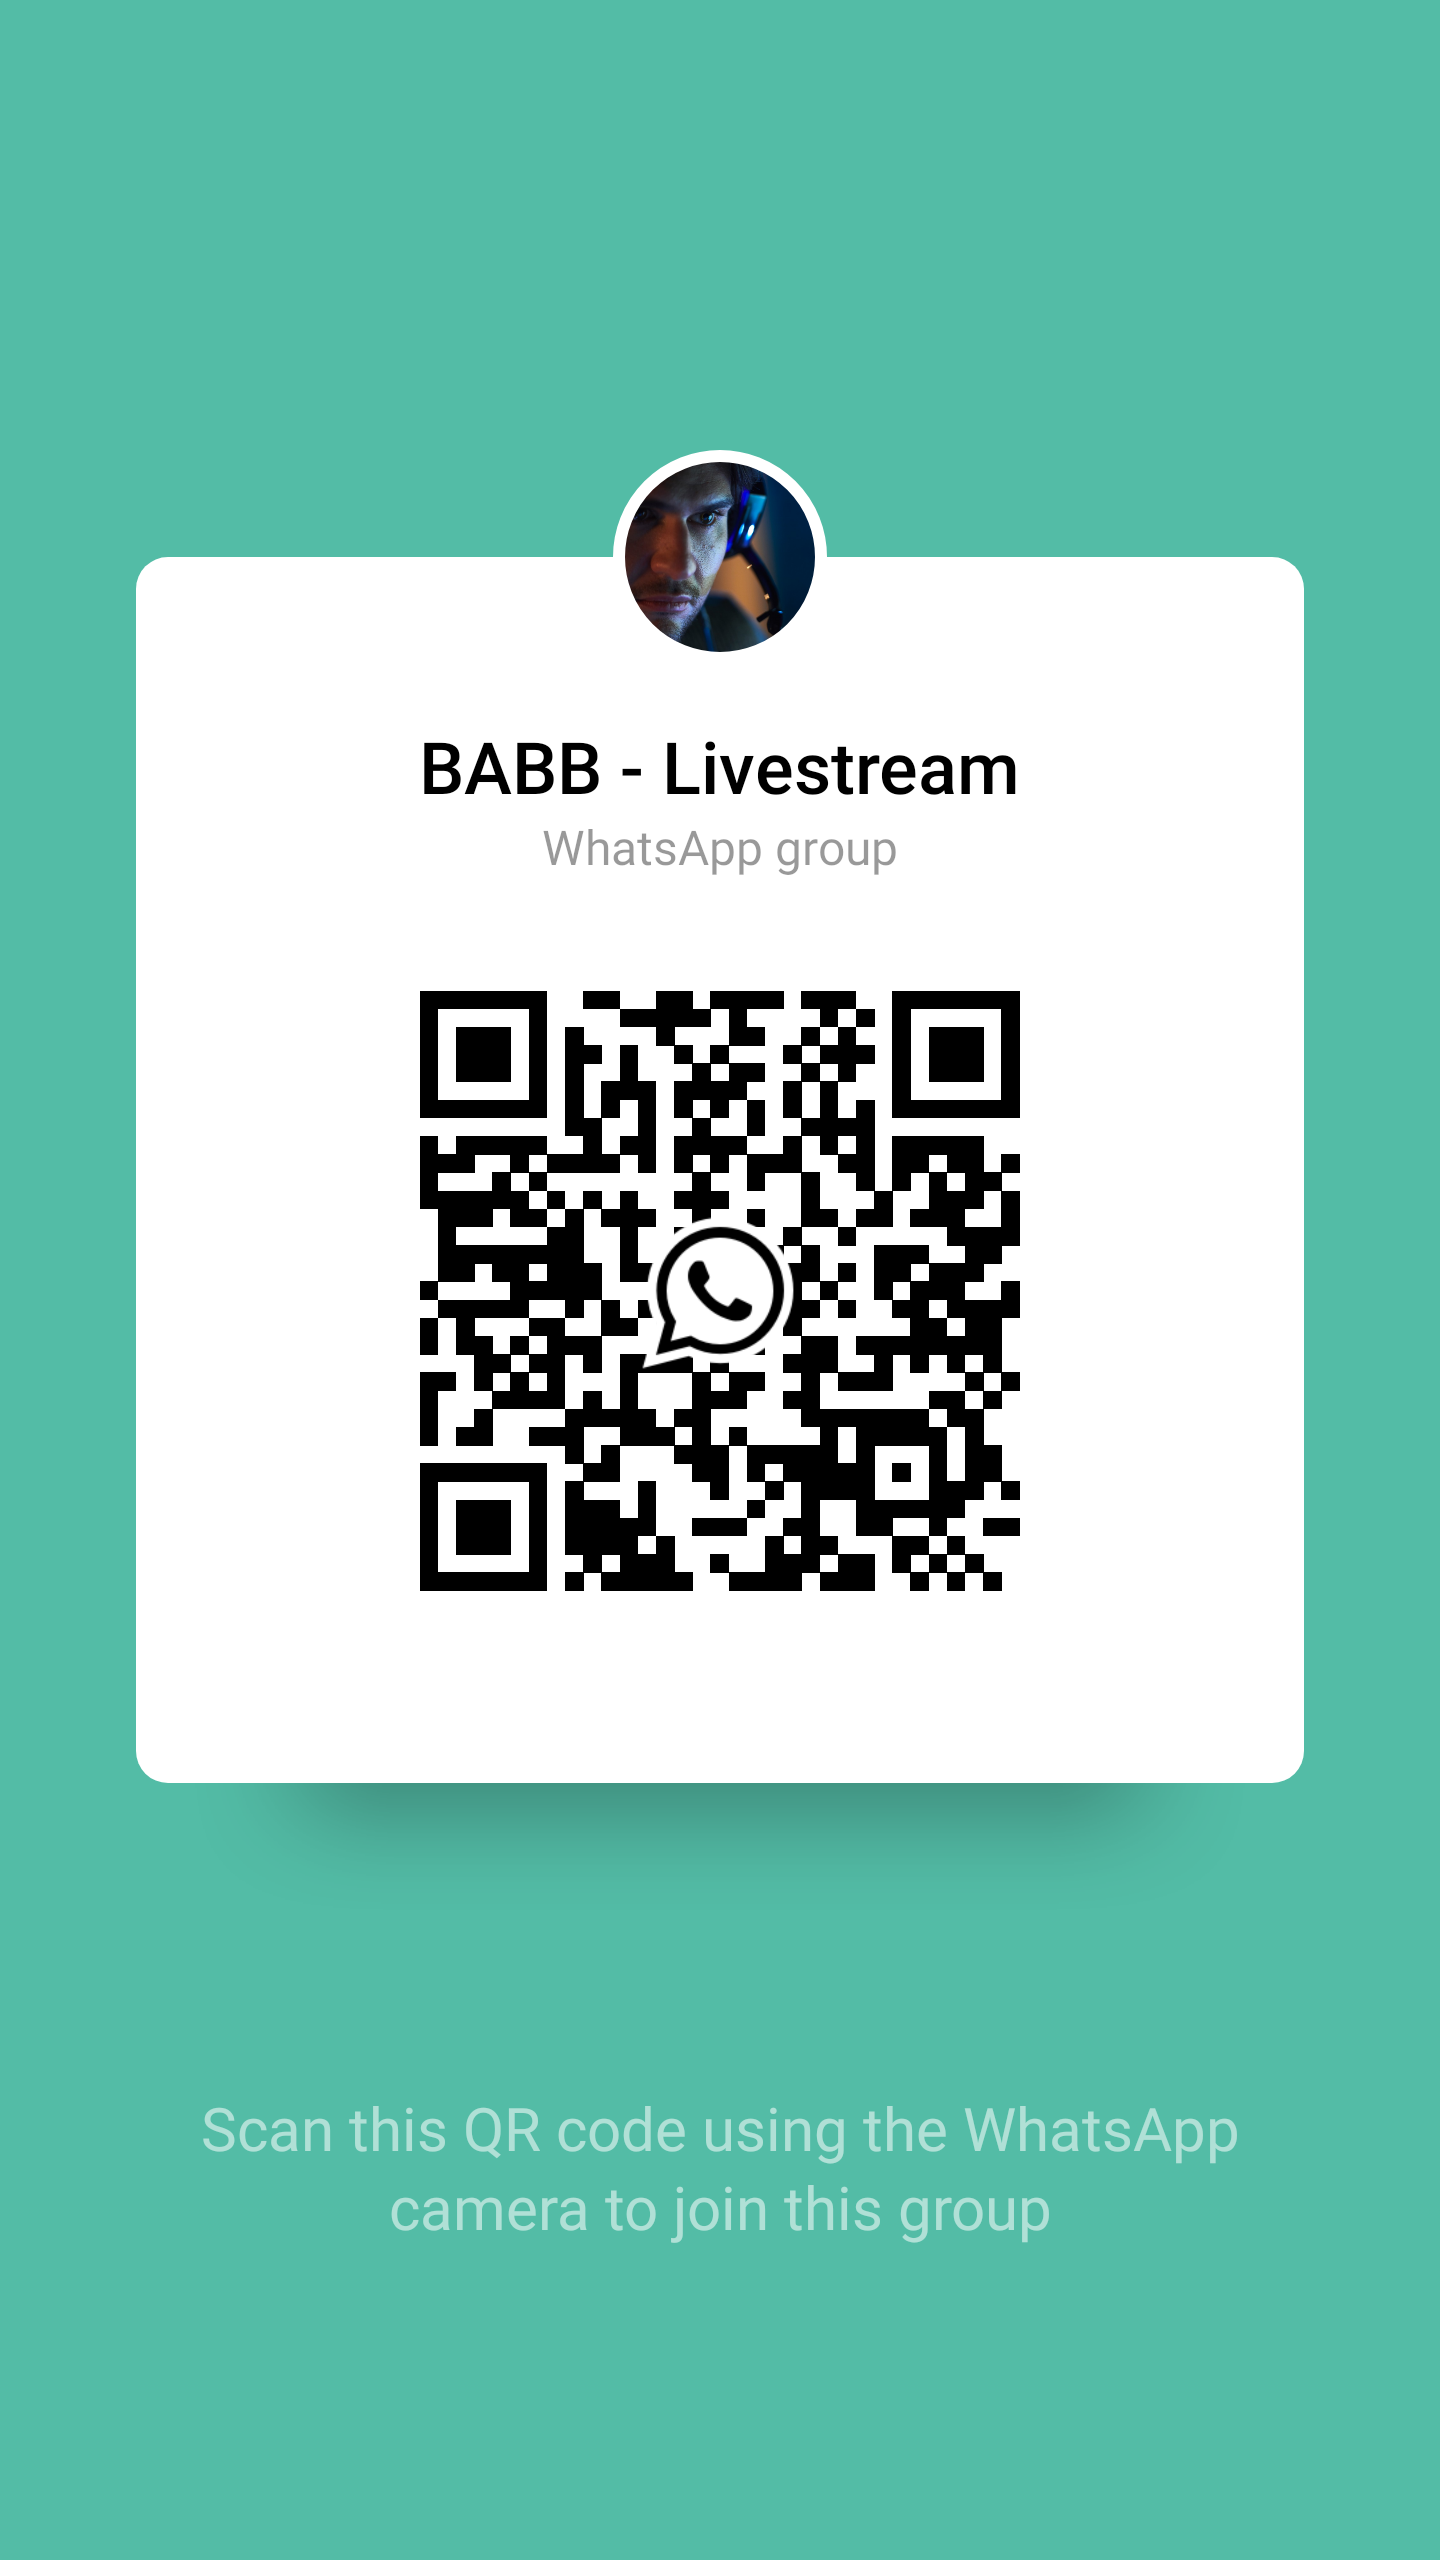 BABB - Livestream
WhatsApp group
Scan this QR code using the WhatsApp
camera to join this group